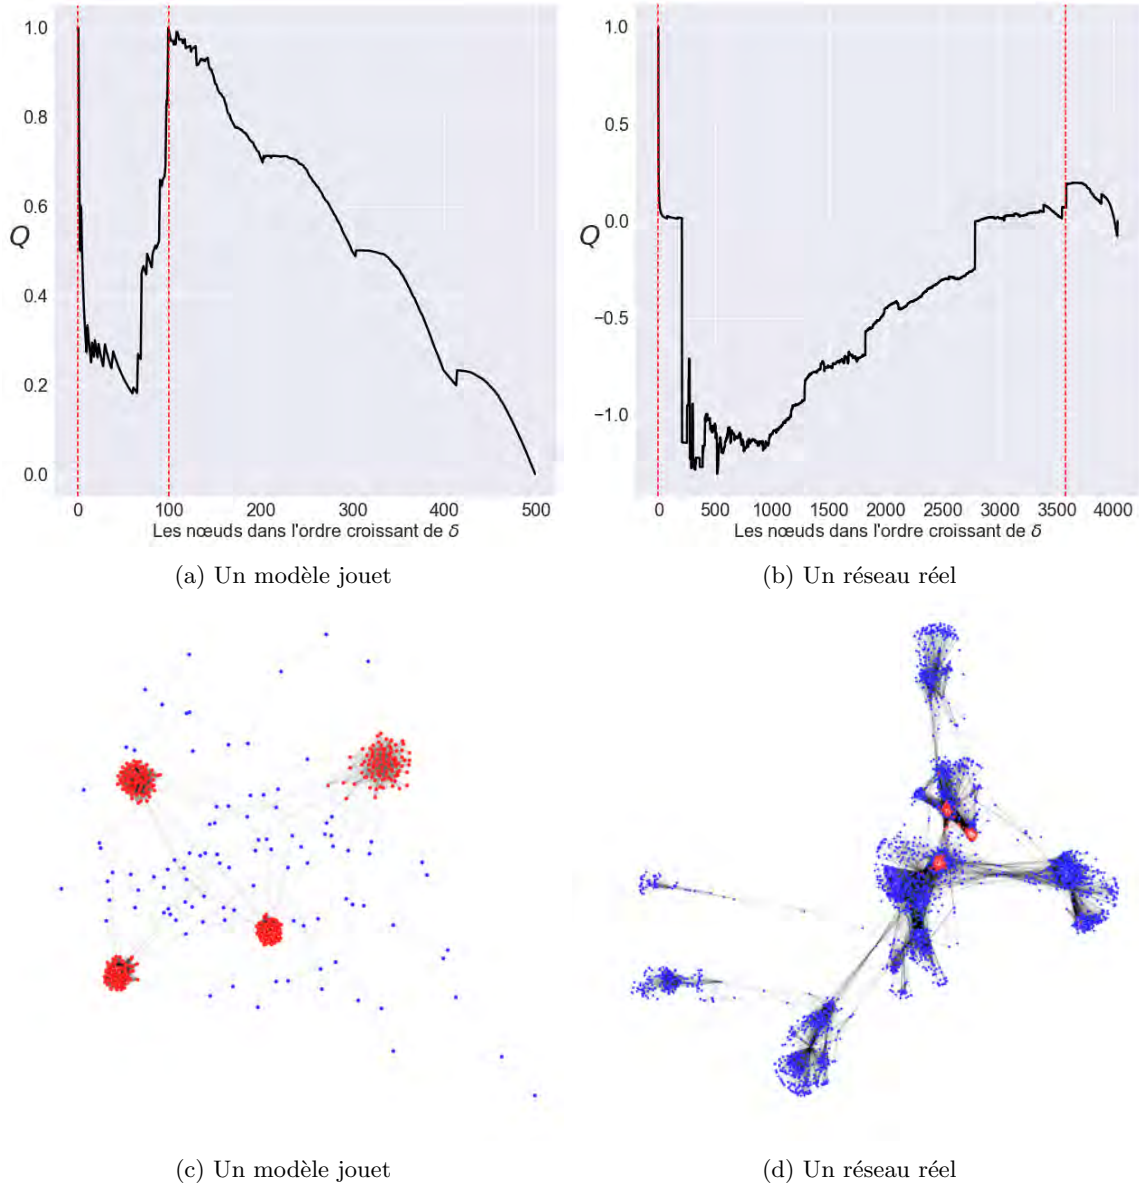 1.0
0.8
0.6
Q
0.4
0.2
0.0
0 100 200 300 400 500
Les nœuds dans l'ordre croissant de δ
(a) Un modèle jouet
1.0
0.5
0.0
Q
−0.5
−1.0
0 500 1000 1500 2000 2500 3000 3500 4000
Les nœuds dans l'ordre croissant de δ
(b) Un réseau réel
(c) Un modèle jouet
(d) Un réseau réel